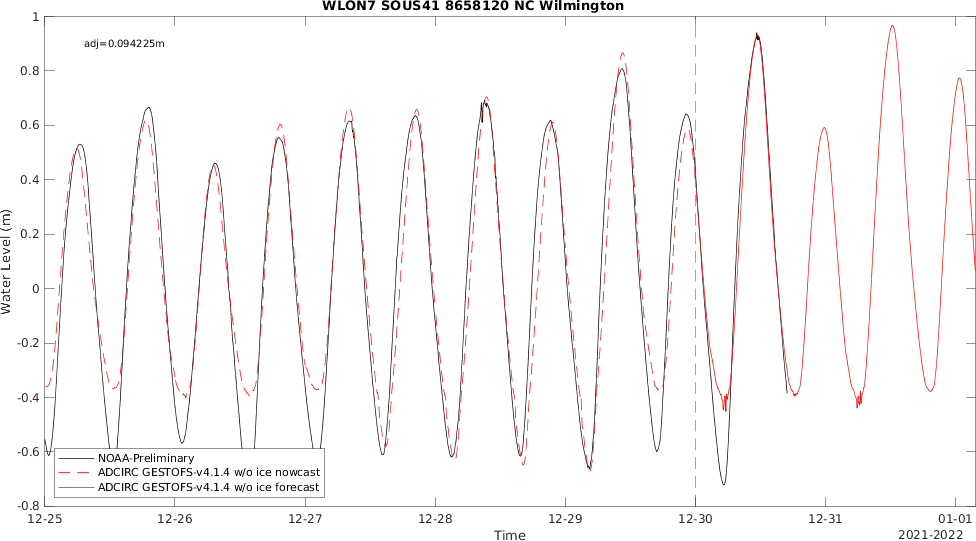 WLON7 SOUS41 8658120 NC Wilmington
adj=0.094225m
1
0.8
0.6
0.4
0.2
0
-0.2
-0.4
-0.6
-0.8
Water Level (m)
NOAA-Preliminary
ADCIRC GESTOFS-v4.1.4 w/o ice nowcast
ADCIRC GESTOFS-v4.1.4 w/o ice forecast
12-25 12-26 12-27 12-28 12-29 12-30 12-31 01-01
Time
2021-2022